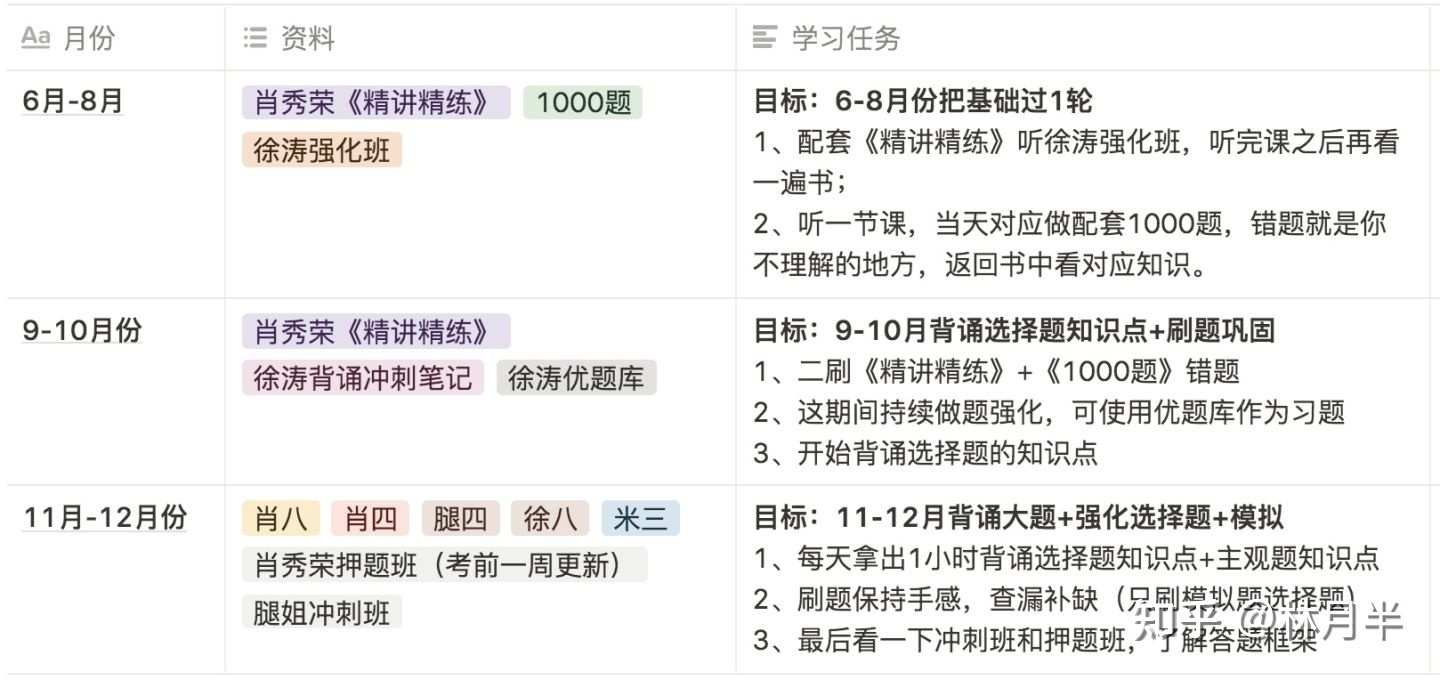 Aa 月份
资料
学习任务
6月-8月
肖秀荣《精讲精练》 1000题
徐涛强化班
目标：6-8月份把基础过1轮
1、配套《精讲精练》听徐涛强化班，听完课之后再看
一遍书；
2、听一节课，当天对应做配套1000题，错题就是你
不理解的地方，返回书中看对应知识。
9-10月份
肖秀荣《精讲精练》
徐涛背诵冲刺笔记 徐涛优题库
目标：9-10月背诵选择题知识点+刷题巩固
1、二刷《精讲精练》+《1000题》错题
2、这期间持续做题强化，可使用优题库作为习题
3、开始背诵选择题的知识点
11月-12月份
肖八 肖四 腿四 徐八 米三
肖秀荣押题班（考前一周更新）
腿姐冲刺班
目标：11-12月背诵大题+强化选择题+模拟
1、每天拿出1小时背诵选择题知识点+主观题知识点
2、刷题保持手感，查漏补缺（只刷模拟题选择题）
3、最后看一下冲刺班和押题班，了解答题框架
知乎 @林月半